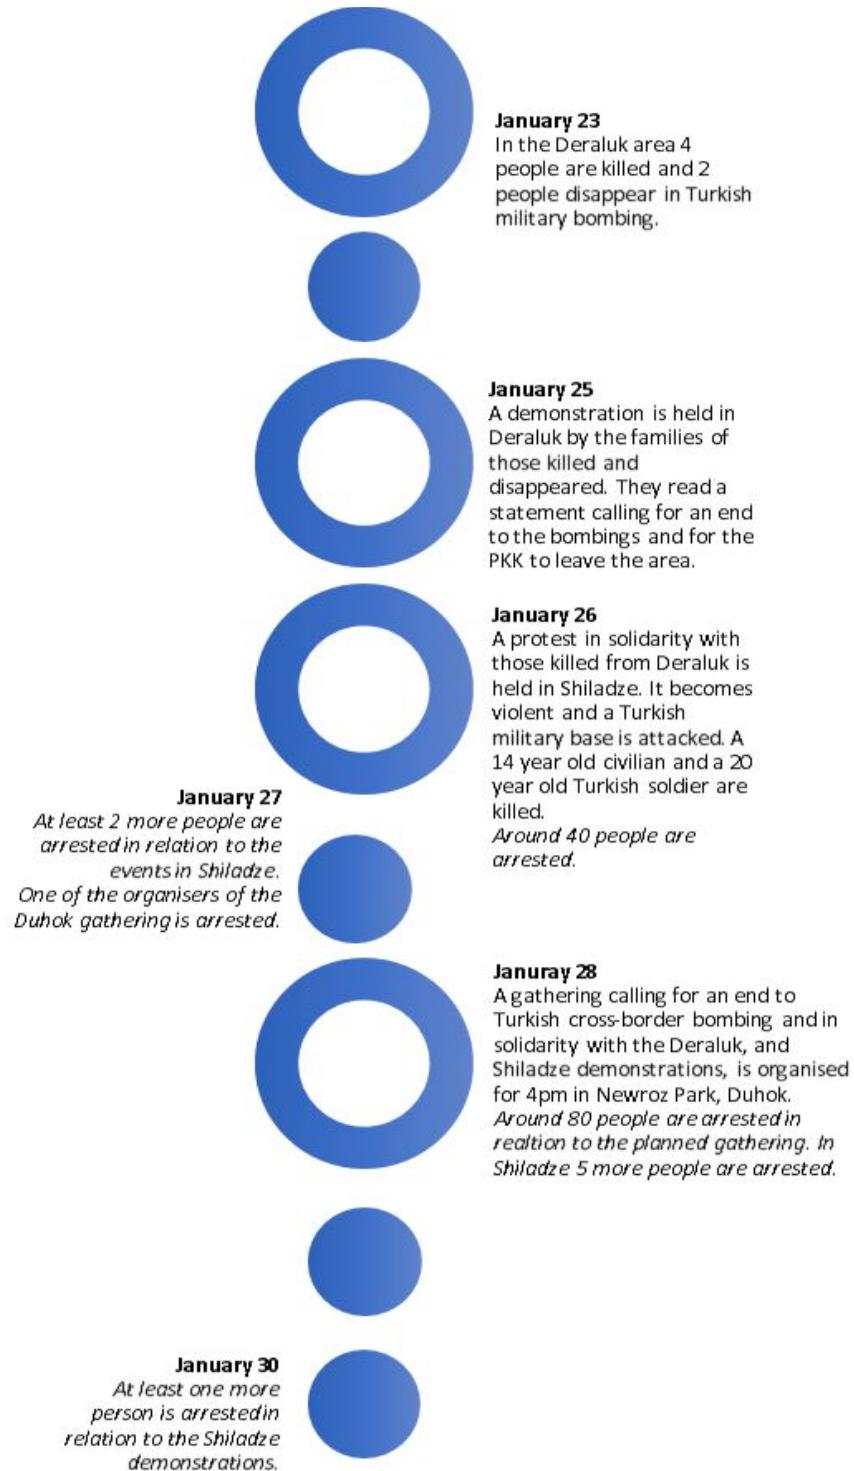 January 23
In the Deraluk area 4
people are killed and 2
people disappear in Turkish
military bombing.
January 25
A demonstration is held in
Deraluk by the families of
those killed and
disappeared. They read a
statement calling for an end
to the bombings and for the
PKK to leave the area.
January 26
A protest in solidarity with
those killed from Deraluk is
held in Shiladze. It becomes
violent and a Turkish
military base is attacked. A
14 year old civilian and a 20
year old Turkish soldier are
killed.
Around 40 people are
arrested.
January 27
At least 2 more people are
arrested in relation to the
events in Shiladze.
One of the organisers of the
Duhok gathering is arrested.
Januray 28
A gathering calling for an end to
Turkish cross-border bombing and in
solidarity with the Deraluk, and
Shiladze demonstrations, is organised
for 4pm in Newroz Park, Duhok.
Around 80 people are arrested in
realtion to the planned gathering. In
Shiladze 5 more people are arrested.
January 30
At least one more
person is arrested in
relation to the Shiladze
demonstrations.